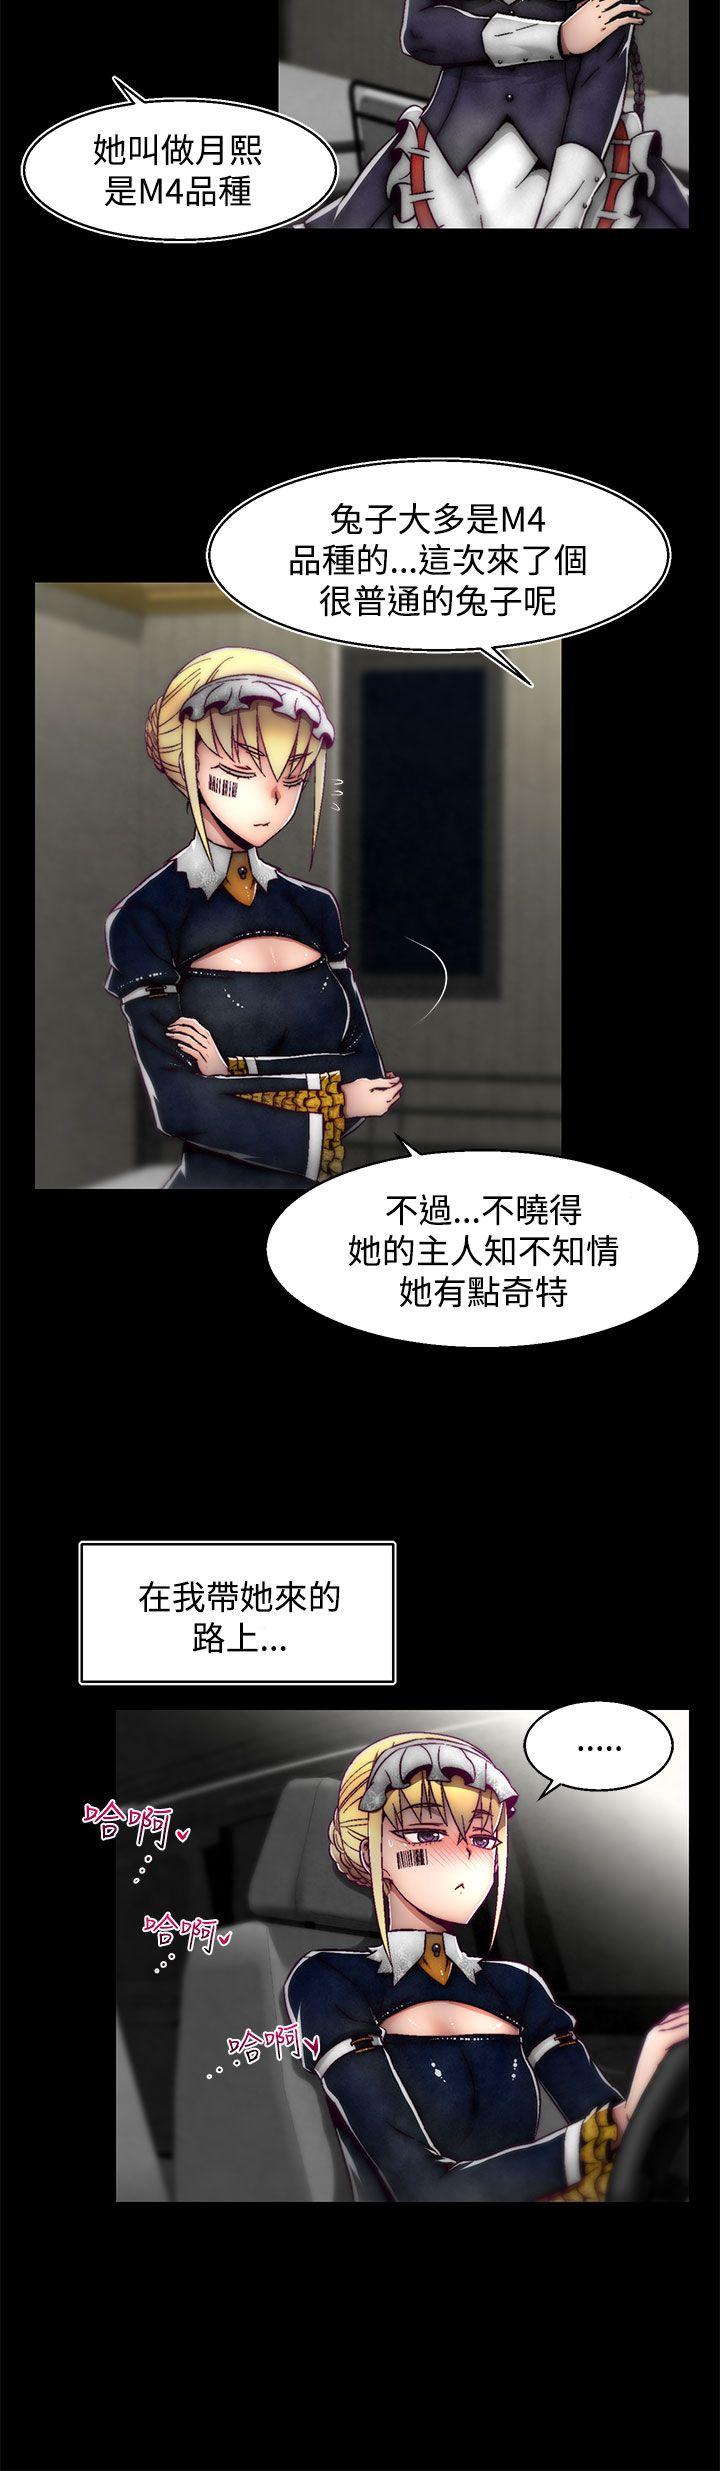 她叫做月熙
是M4品種
兔子大多是M4
品種的...這次來了個
很普通的兔子呢
不過...不曉得
她的主人知不知情
她有點奇特
在我帶她來的
路上...
.....
哈啊♥
...
哈啊♥
...
哈啊♥
...